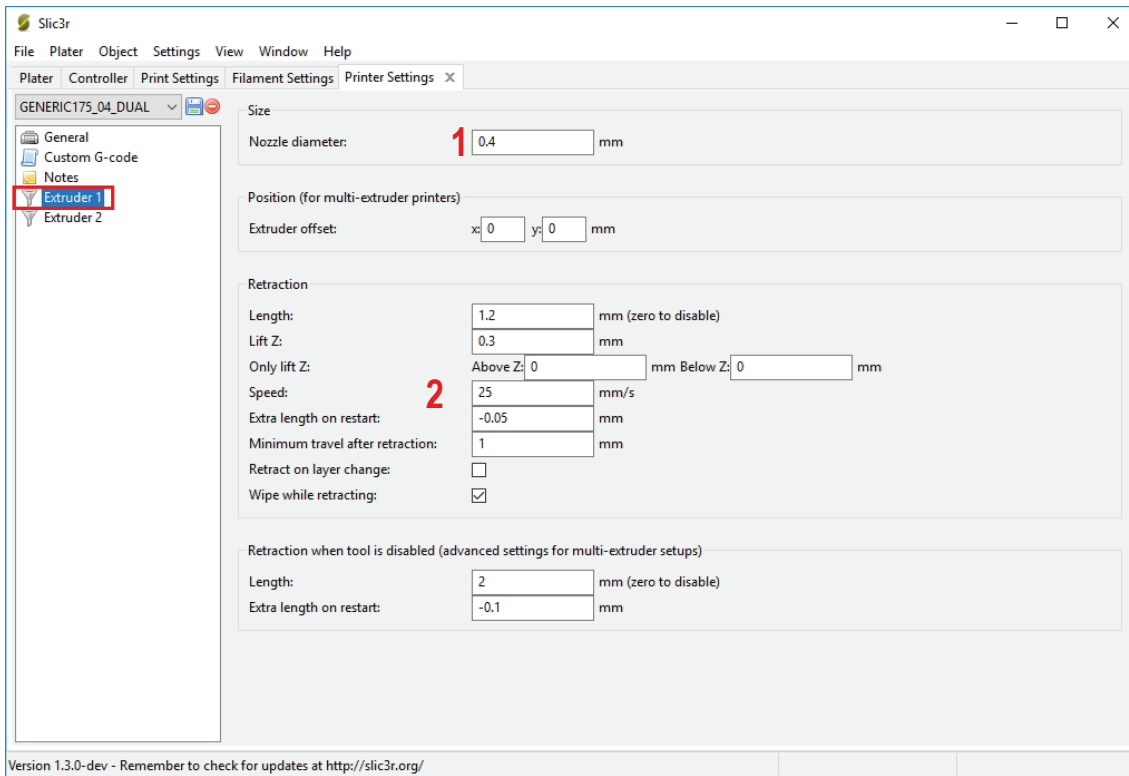 Slic3r
File Plater Object Settings View Window Help
Plater Controller Print Settings Filament Settings Printer Settings X
GENERIC175_04_DUAL
General
Custom G-code
Notes
Extruder 1
Extruder 2
Size
Nozzle diameter: 1 0.4 mm
Position (for multi-extruder printers)
Extruder offset: x: 0 y: 0 mm
Retraction
Length: 1.2 mm (zero to disable)
Lift Z: 0.3 mm
Only lift Z: Above Z: 0 mm Below Z: 0 mm
Speed: 2 25 mm/s
Extra length on restart: -0.05 mm
Minimum travel after retraction: 1 mm
Retract on layer change:
Wipe while retracting:
Retraction when tool is disabled (advanced settings for multi-extruder setups)
Length: 2 mm (zero to disable)
Extra length on restart: -0.1 mm
Version 1.3.0-dev - Remember to check for updates at http://slic3r.org/